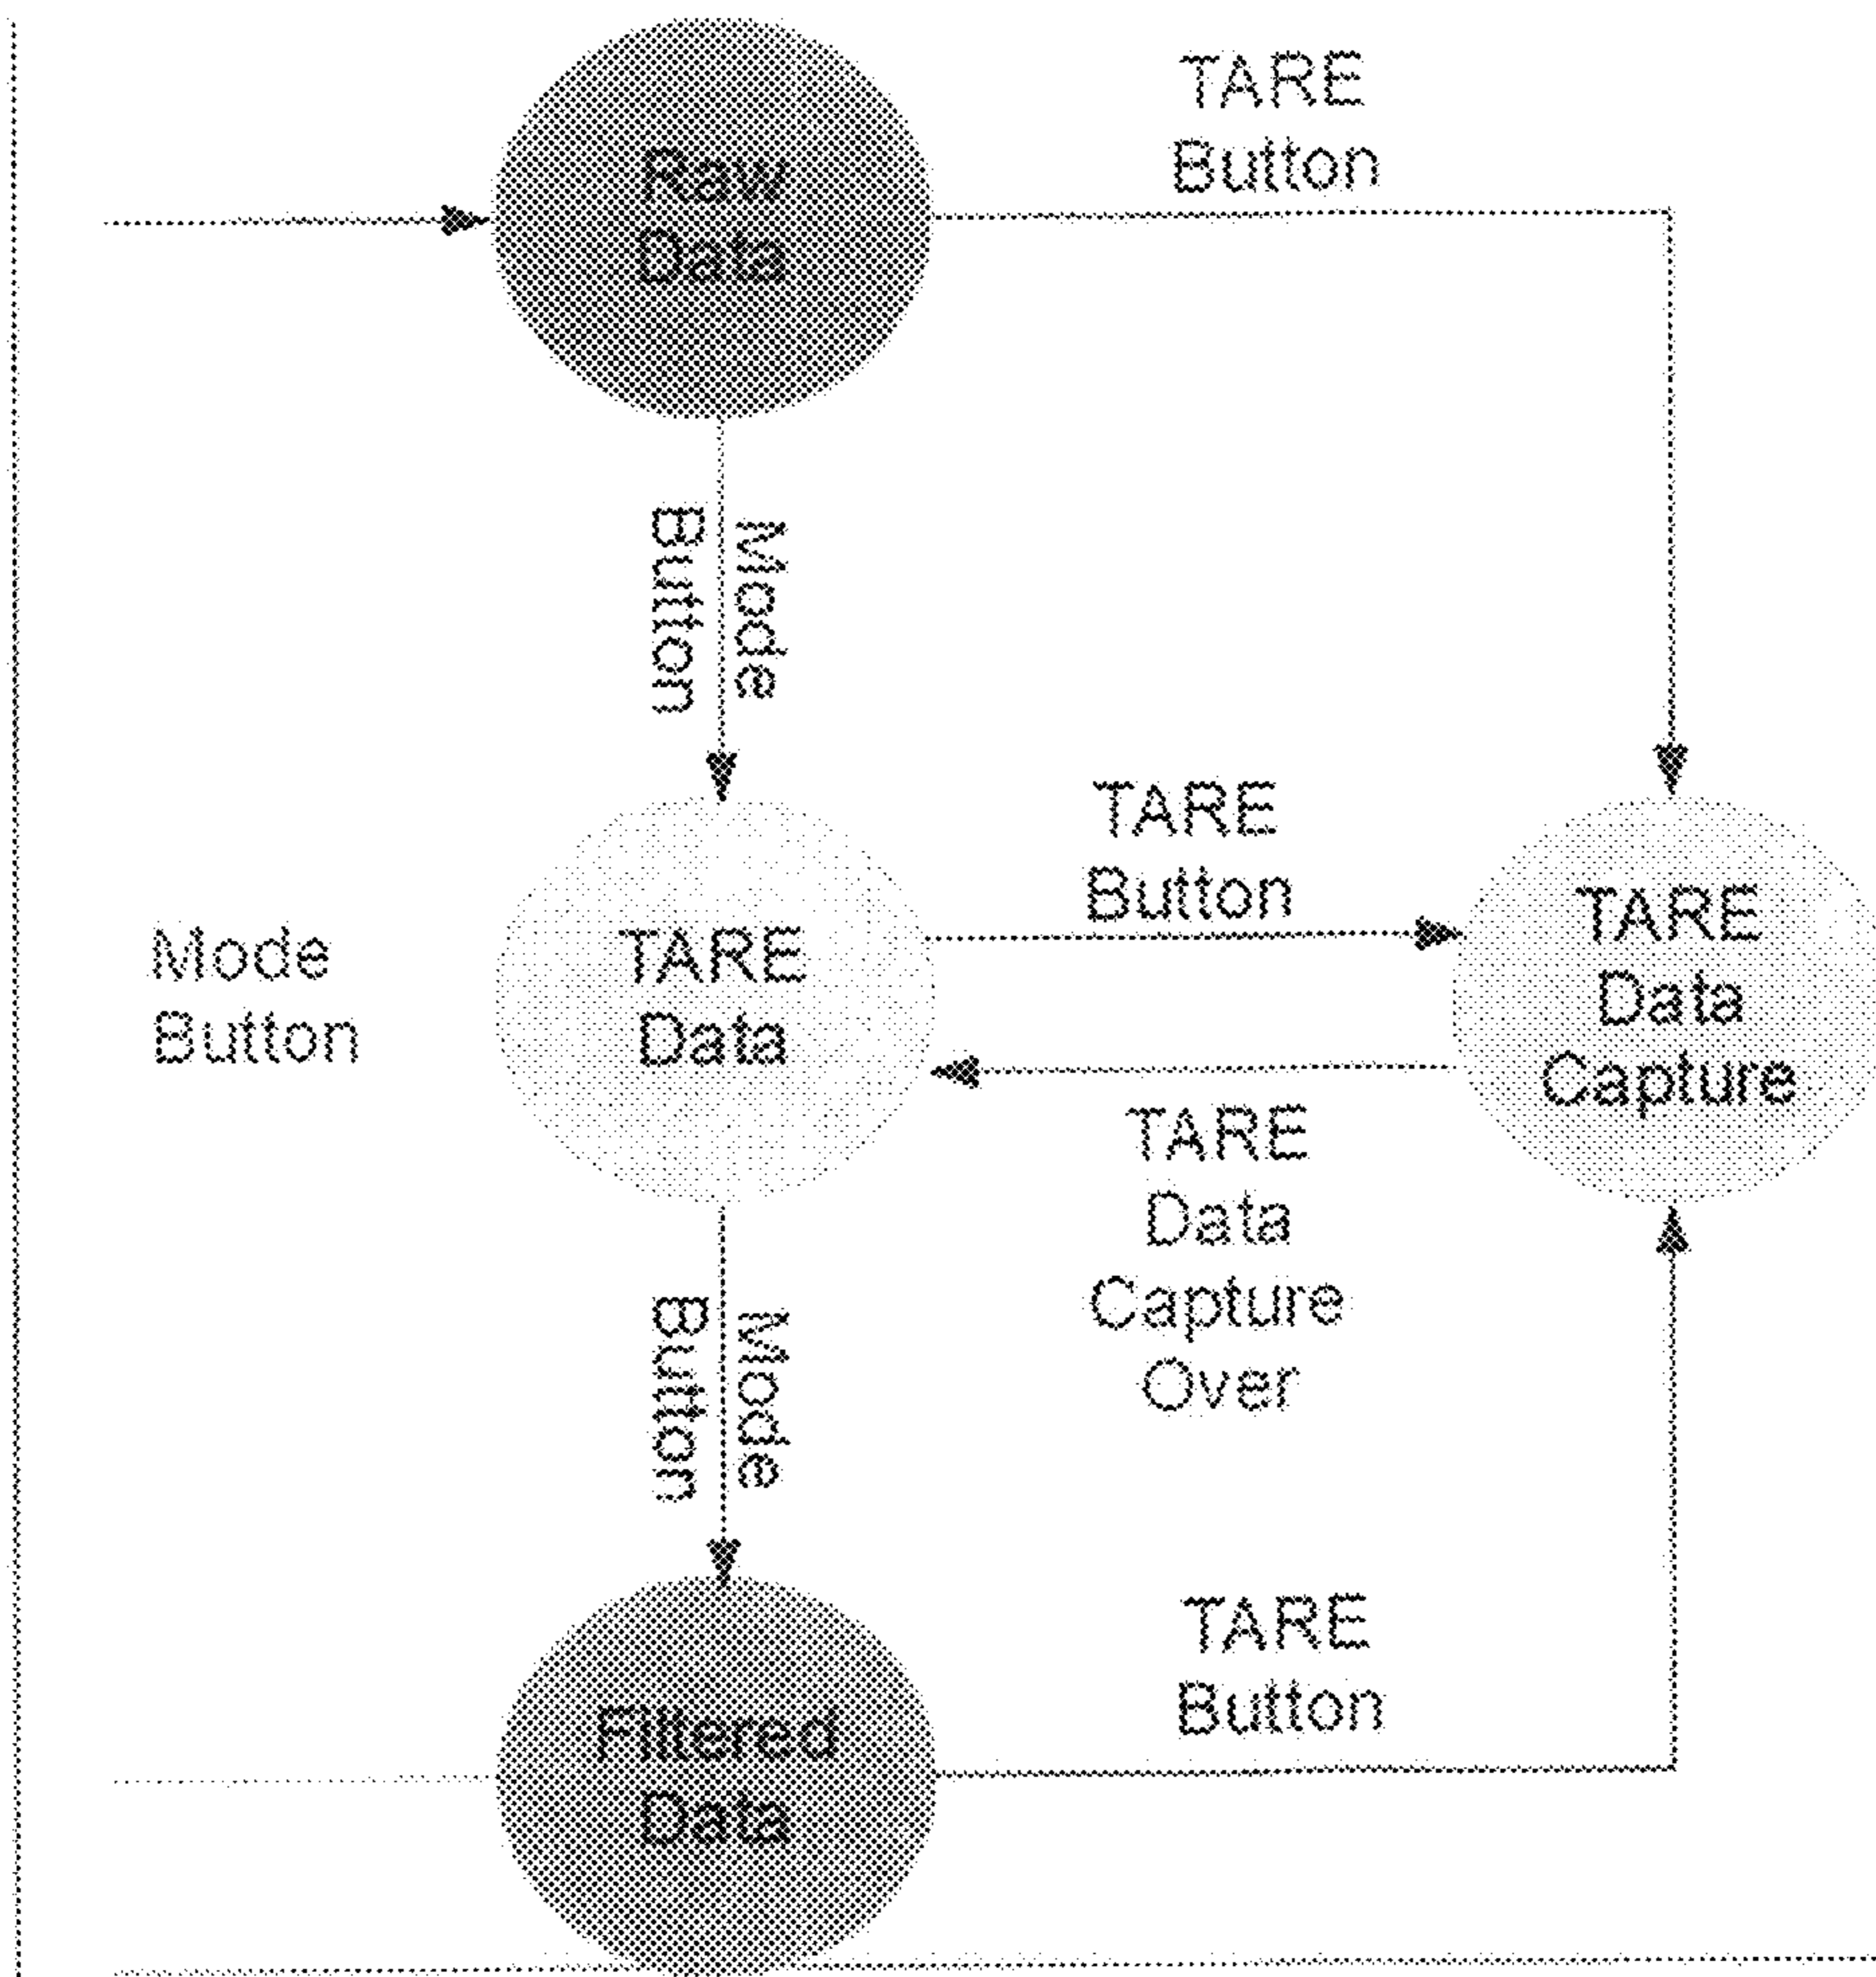 TARE
Button
Raw
Data
Mode
Button
TARE
Button
Mode
Button
TARE
Data
TARE
Data
Capture
TARE
Data
Capture
Over
Mode
Button
TARE
Button
Filtered
Data